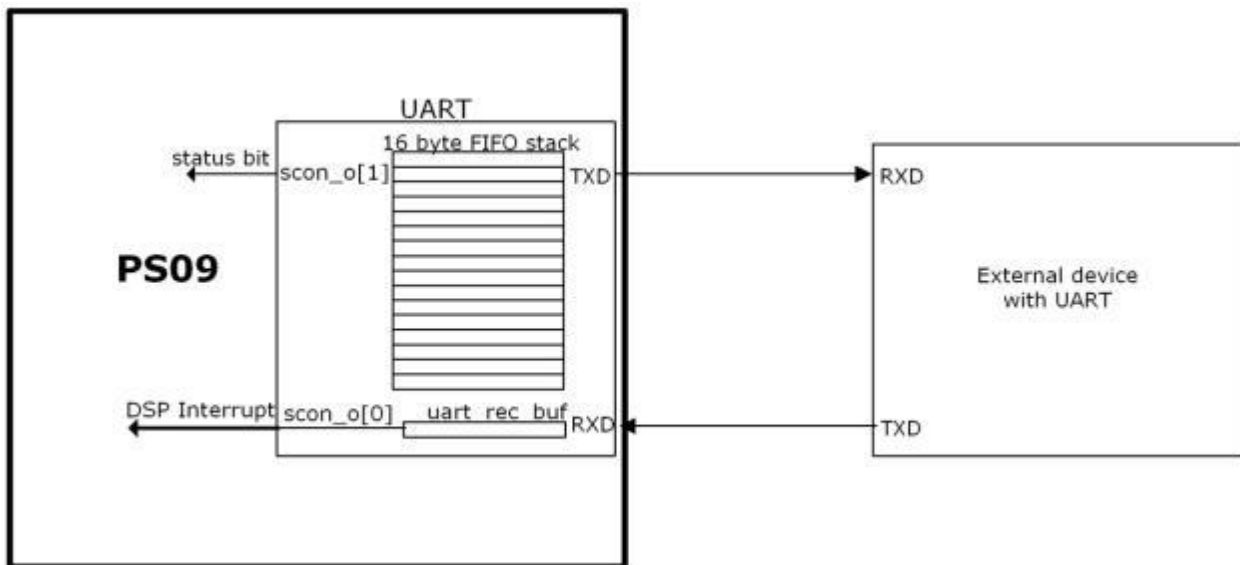 UART
16 byte FIFO stack
status bit
scon_o[1]
TXD
RXD
PS09
External device
with UART
DSP Interrupt
scon_o[0]
uart_rec_buf
RXD
TXD